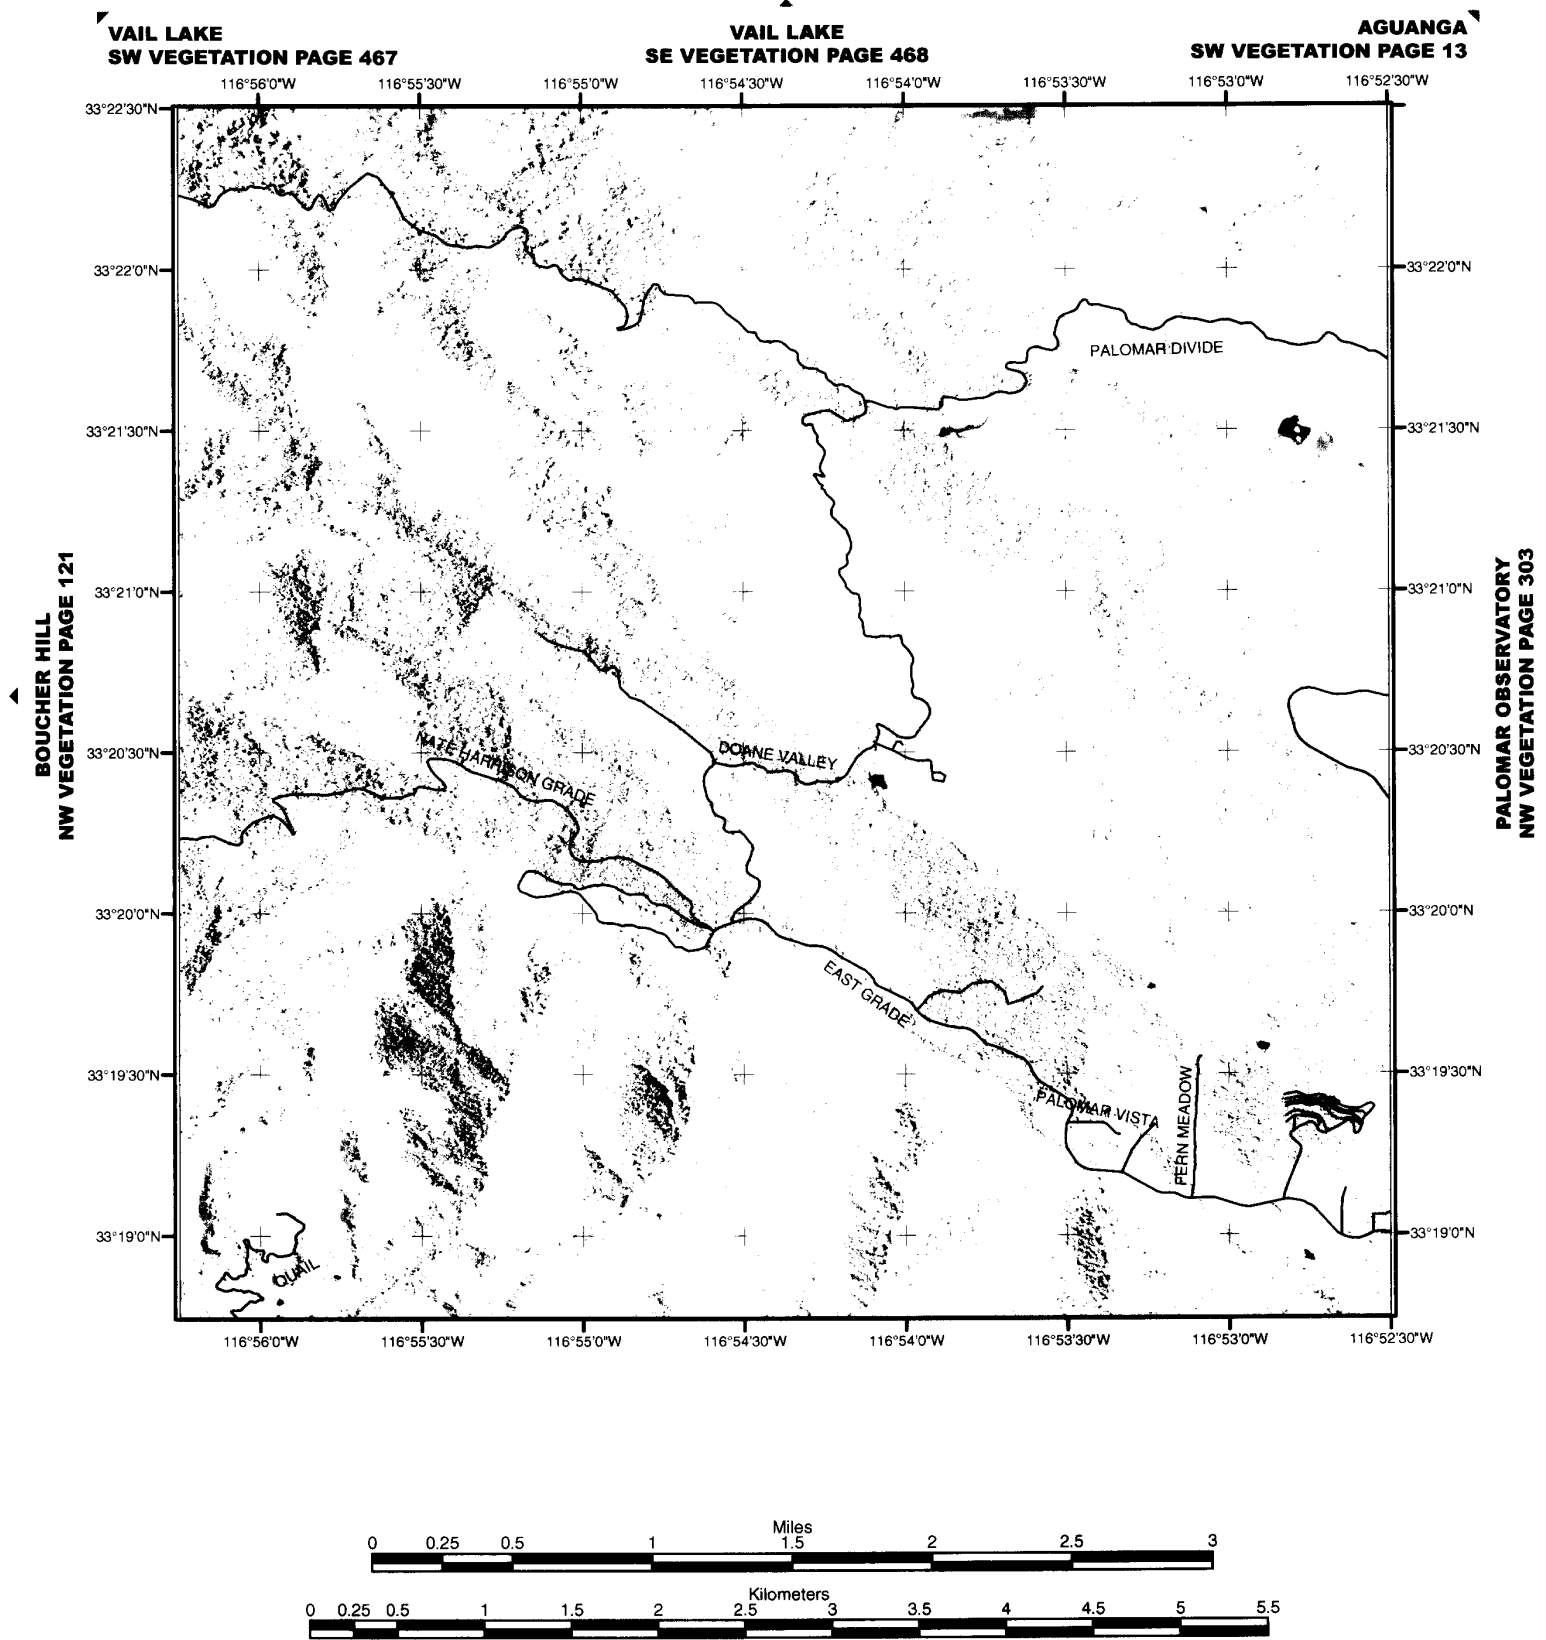 VAIL LAKE
SW VEGETATION PAGE 467
VAIL LAKE
SE VEGETATION PAGE 468
AGUANGA
SW VEGETATION PAGE 13
116°56'0"W
116°55'30"W
116°55'0"W
116°54'30"W
116°54'0"W
116°53'30"W
116°53'0"W
116°52'30"W
33°22'30"N
33°22'0"N
33°22'0"N
PALOMAR DIVIDE
33°21'30"N
33°21'30"N
BOUCHER HILL
NW VEGETATION PAGE 121
PALOMAR OBSERVATORY
NW VEGETATION PAGE 303
33°21'0"N
33°21'0"N
33°20'30"N
NATE HARRISON GRADE
DOANE VALLEY
33°20'30"N
33°20'0"N
33°20'0"N
EAST GRADE
33°19'30"N
33°19'30"N
PALOMAR VISTA
FERN MEADOW
33°19'0"N
33°19'0"N
QUAIL
116°56'0"W
116°55'30"W
116°55'0"W
116°54'30"W
116°54'0"W
116°53'30"W
116°53'0"W
116°52'30"W
Miles
0 0.25 0.5 1 1.5 2 2.5 3
Kilometers
0 0.25 0.5 1 1.5 2 2.5 3 3.5 4 4.5 5 5.5